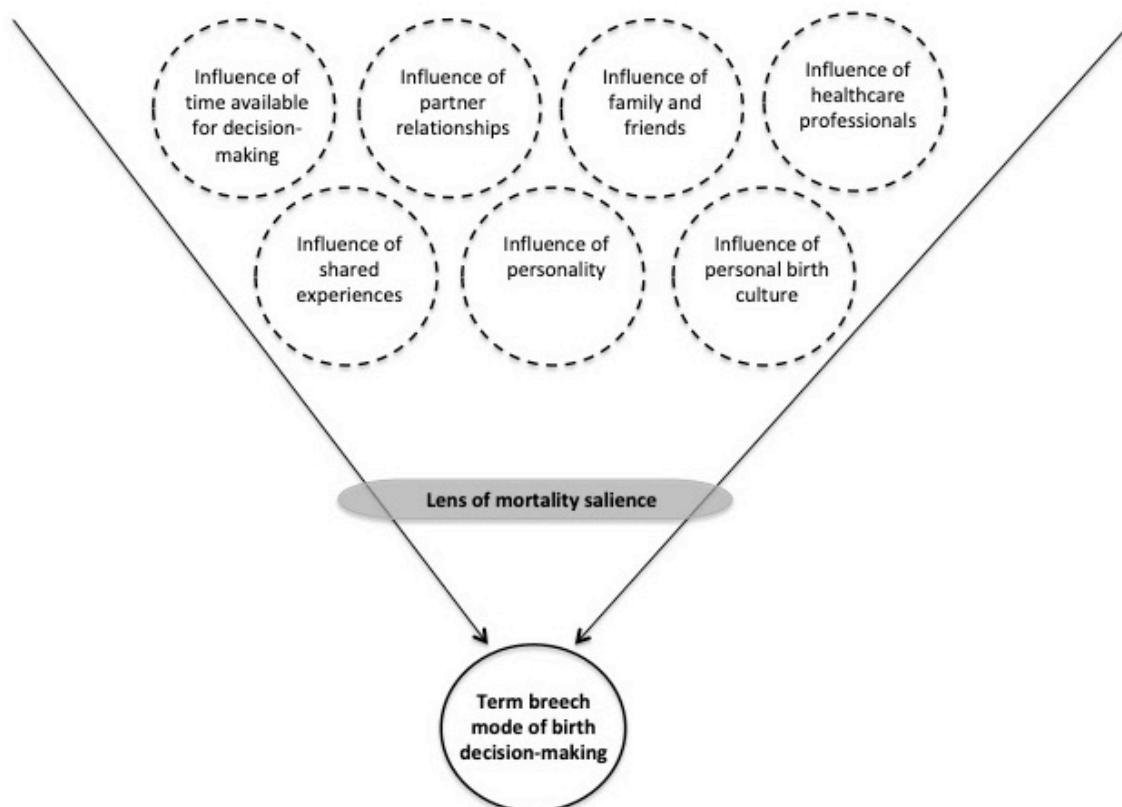 Influence of
time available
for decision-
making
Influence of
partner
relationships
Influence of
family and
friends
Influence of
healthcare
professionals
Influence of
shared
experiences
Influence of
personality
Influence of
personal birth
culture
Lens of mortality salience
Term breech
mode of birth
decision-making